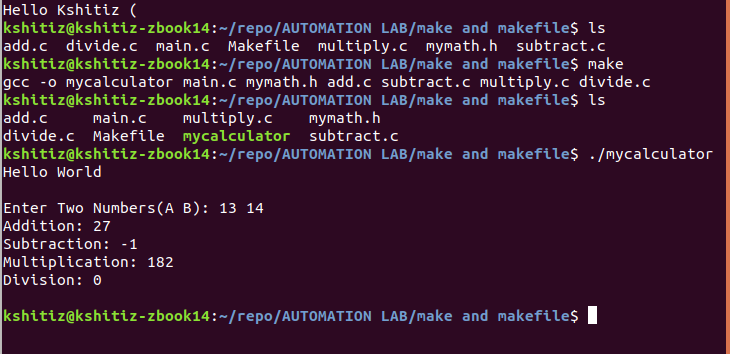 Hello Kshitiz (
kshitiz@kshitiz-zbook14:~/repo/AUTOMATION LAB/make and makefile$ ls
add.c  divide.c  main.c  Makefile  multiply.c  mymath.h  subtract.c
kshitiz@kshitiz-zbook14:~/repo/AUTOMATION LAB/make and makefile$ make
gcc -o mycalculator main.c mymath.h add.c subtract.c multiply.c divide.c
kshitiz@kshitiz-zbook14:~/repo/AUTOMATION LAB/make and makefile$ ls
add.c     main.c    multiply.c    mymath.h
divide.c  Makefile  mycalculator  subtract.c
kshitiz@kshitiz-zbook14:~/repo/AUTOMATION LAB/make and makefile$ ./mycalculator
Hello World
Enter Two Numbers(A B): 13 14
Addition: 27
Subtraction: -1
Multiplication: 182
Division: 0
kshitiz@kshitiz-zbook14:~/repo/AUTOMATION LAB/make and makefile$